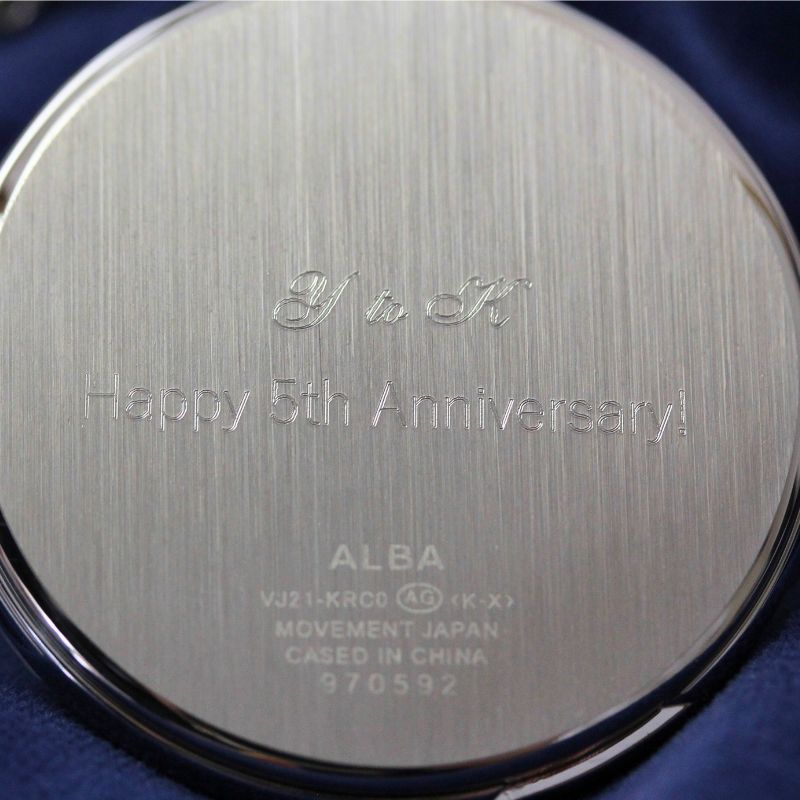 Y to K
Happy 5th Anniversary!
ALBA
VJ21-KRC0 AG <K-X>
MOVEMENT JAPAN
CASED IN CHINA
970592